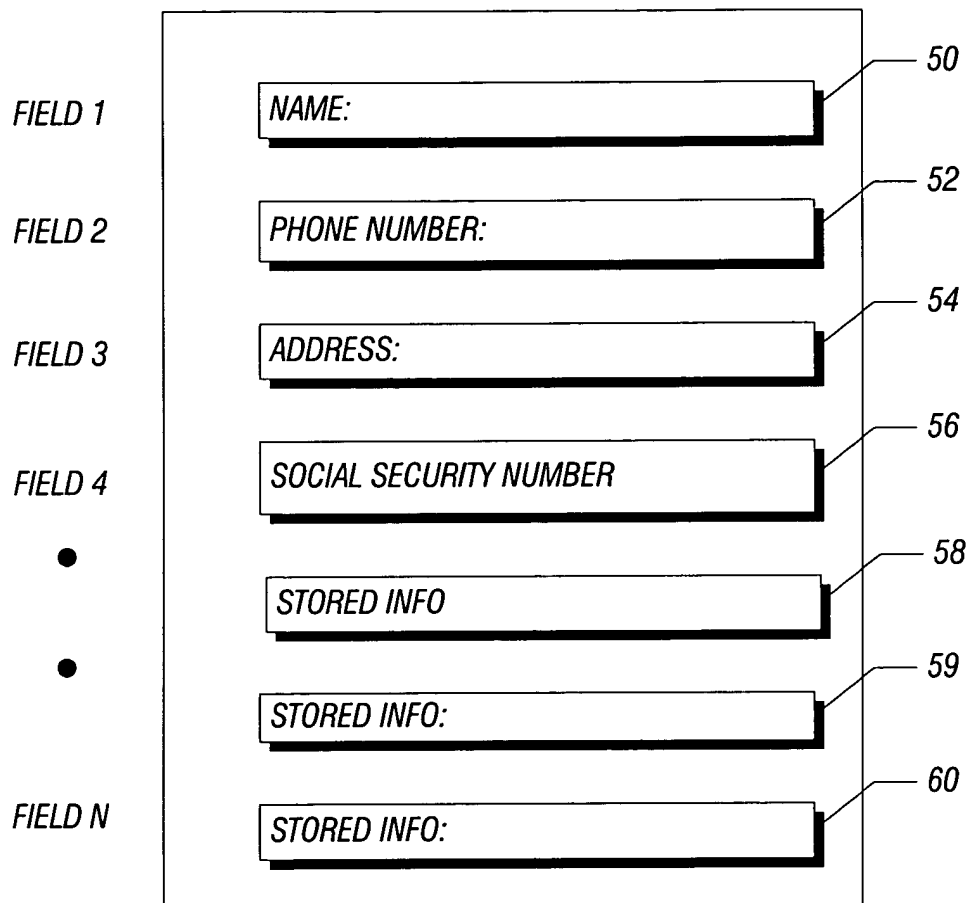 50
FIELD 1 NAME:
52
FIELD 2 PHONE NUMBER:
54
FIELD 3 ADDRESS:
56
FIELD 4 SOCIAL SECURITY NUMBER
58
STORED INFO
59
STORED INFO:
60
FIELD N STORED INFO: